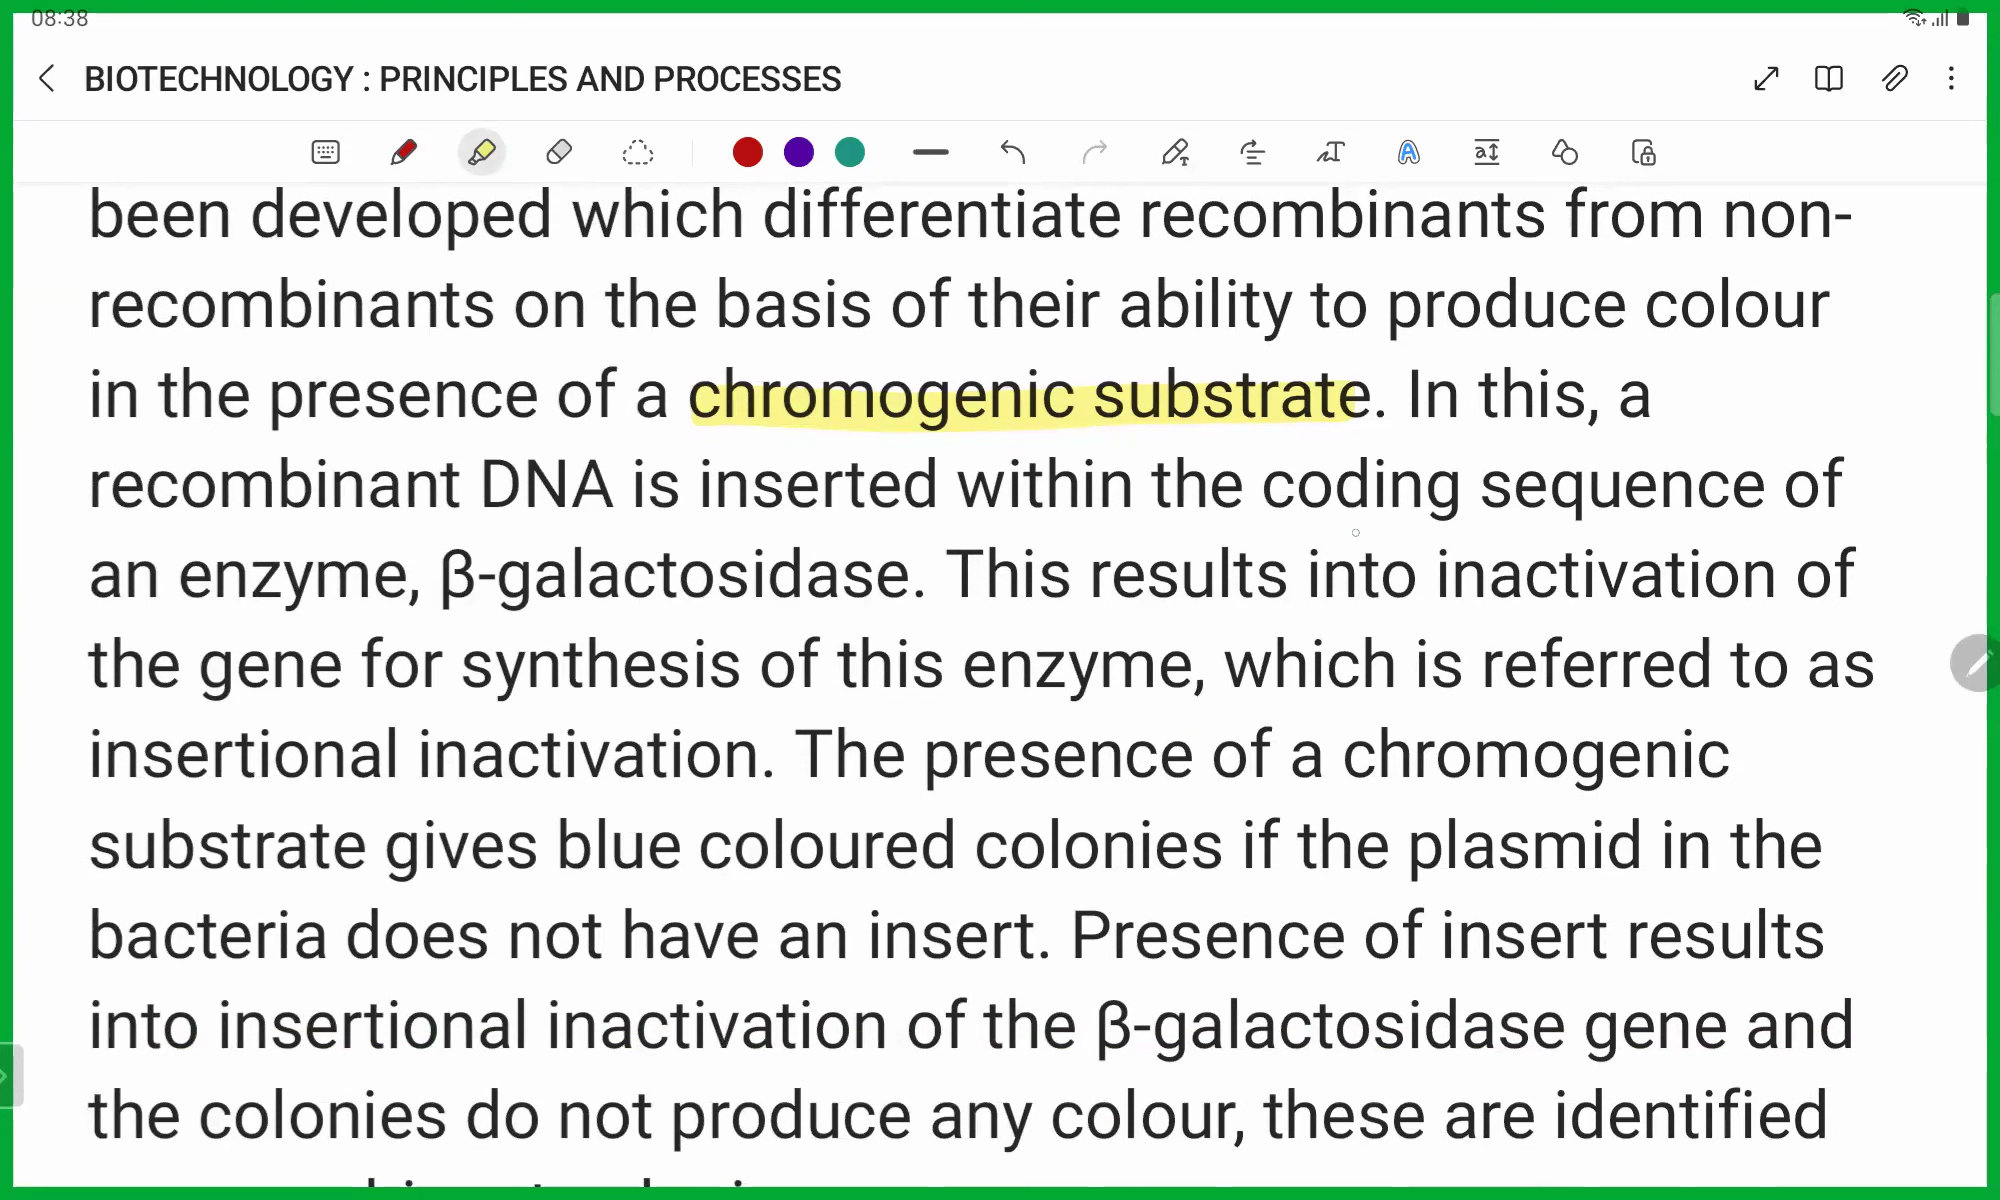 08:38
BIOTECHNOLOGY : PRINCIPLES AND PROCESSES
been developed which differentiate recombinants from non-
recombinants on the basis of their ability to produce colour
in the presence of a chromogenic substrate. In this, a
recombinant DNA is inserted within the coding sequence of
an enzyme, β-galactosidase. This results into inactivation of
the gene for synthesis of this enzyme, which is referred to as
insertional inactivation. The presence of a chromogenic
substrate gives blue coloured colonies if the plasmid in the
bacteria does not have an insert. Presence of insert results
into insertional inactivation of the β-galactosidase gene and
the colonies do not produce any colour, these are identified